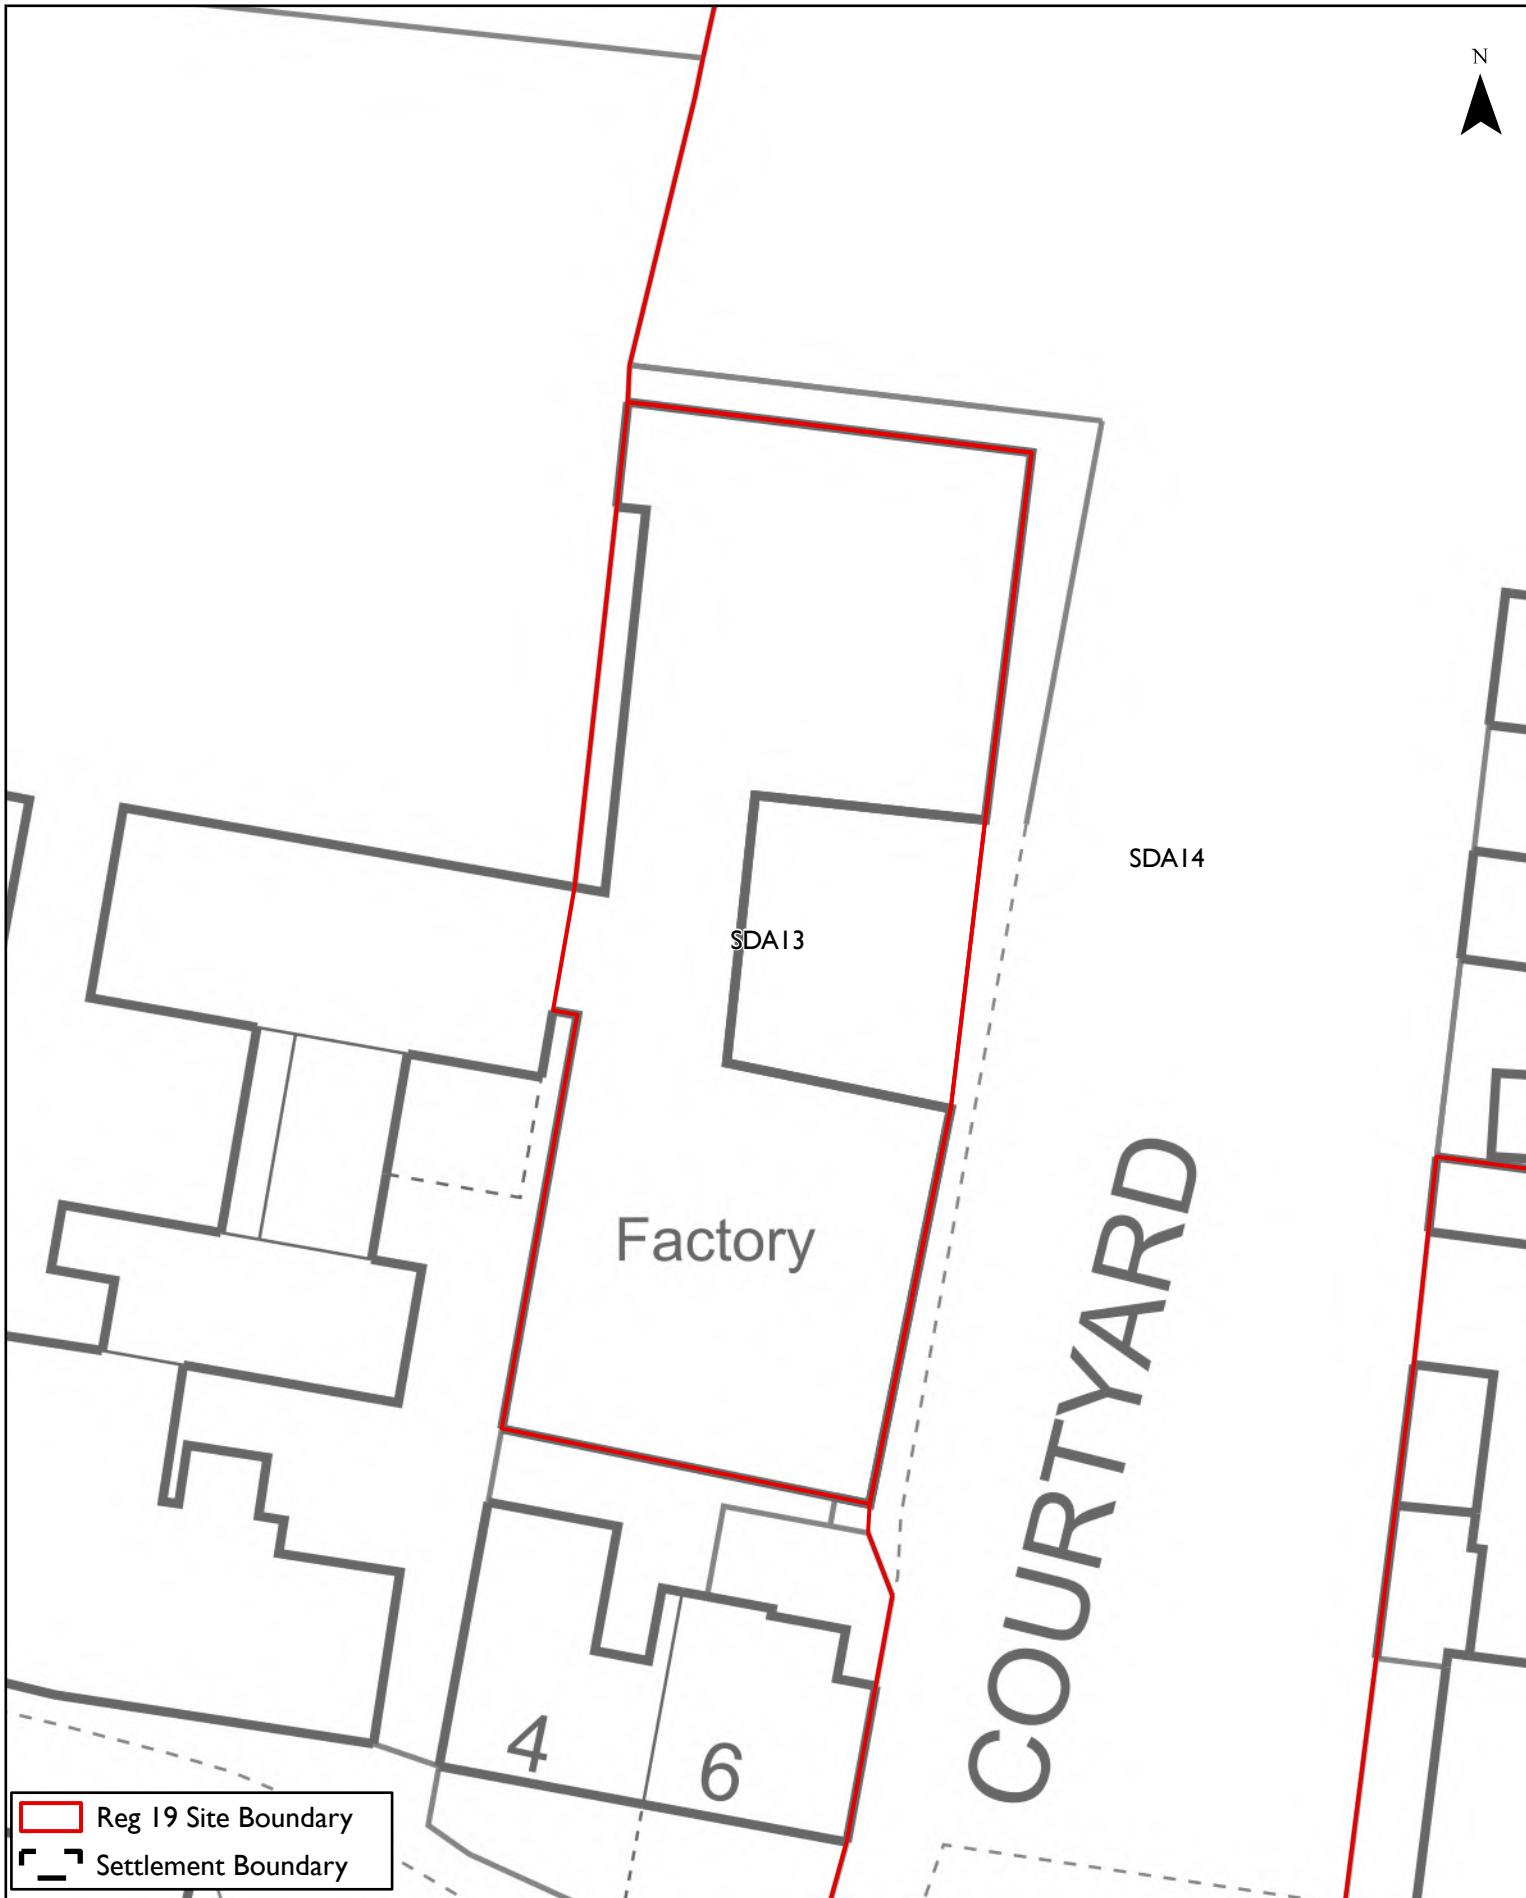 N
SDA14
SDA13
Factory
COURTYARD
4
6
Reg 19 Site Boundary
Settlement Boundary